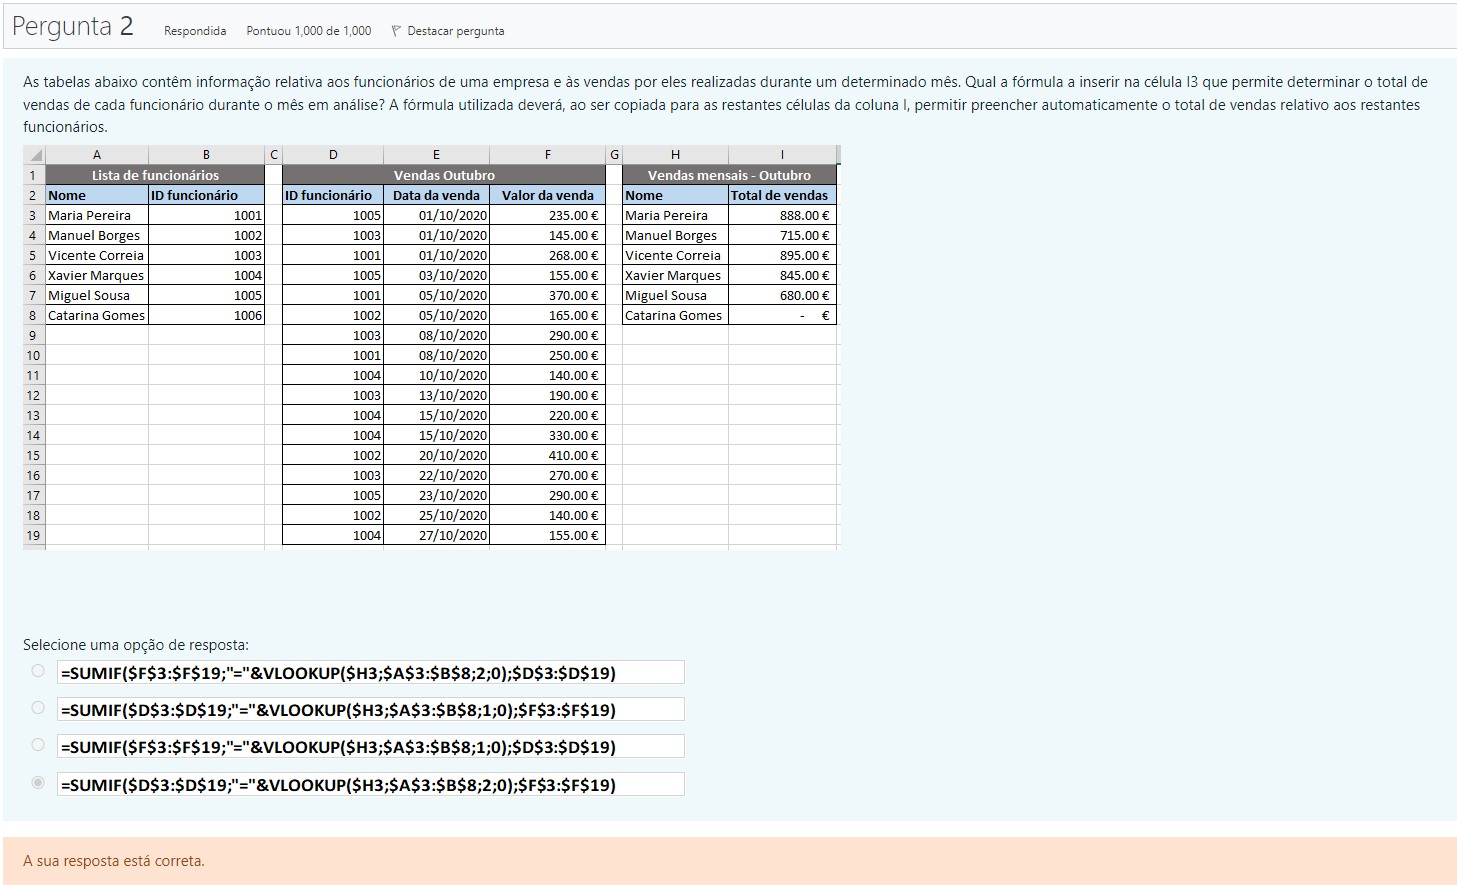 Pergunta 2 Respondida Pontuou 1,000 de 1,000 Destacar pergunta
As tabelas abaixo contêm informação relativa aos funcionários de uma empresa e às vendas por eles realizadas durante um determinado mês. Qual a fórmula a inserir na célula I3 que permite determinar o total de
vendas de cada funcionário durante o mês em análise? A fórmula utilizada deverá, ao ser copiada para as restantes células da coluna I, permitir preencher automaticamente o total de vendas relativo aos restantes
funcionários.
A B C D E F G H I
1 Lista de funcionários Vendas Outubro Vendas mensais - Outubro
2 Nome ID funcionário ID funcionário Data da venda Valor da venda Nome Total de vendas
3 Maria Pereira 1001 1005 01/10/2020 235.00 € Maria Pereira 888.00 €
4 Manuel Borges 1002 1003 01/10/2020 145.00 € Manuel Borges 715.00 €
5 Vicente Correia 1003 1001 01/10/2020 268.00 € Vicente Correia 895.00 €
6 Xavier Marques 1004 1005 03/10/2020 155.00 € Xavier Marques 845.00 €
7 Miguel Sousa 1005 1001 05/10/2020 370.00 € Miguel Sousa 680.00 €
8 Catarina Gomes 1006 1002 05/10/2020 165.00 € Catarina Gomes - €
9 1003 08/10/2020 290.00 €
10 1001 08/10/2020 250.00 €
11 1004 10/10/2020 140.00 €
12 1003 13/10/2020 190.00 €
13 1004 15/10/2020 220.00 €
14 1004 15/10/2020 330.00 €
15 1002 20/10/2020 410.00 €
16 1003 22/10/2020 270.00 €
17 1005 23/10/2020 290.00 €
18 1002 25/10/2020 140.00 €
19 1004 27/10/2020 155.00 €
Selecione uma opção de resposta:
=SUMIF($F$3:$F$19;"="&VLOOKUP($H3;$A$3:$B$8;2;0);$D$3:$D$19)
=SUMIF($D$3:$D$19;"="&VLOOKUP($H3;$A$3:$B$8;1;0);$F$3:$F$19)
=SUMIF($F$3:$F$19;"="&VLOOKUP($H3;$A$3:$B$8;1;0);$D$3:$D$19)
=SUMIF($D$3:$D$19;"="&VLOOKUP($H3;$A$3:$B$8;2;0);$F$3:$F$19)
A sua resposta está correta.